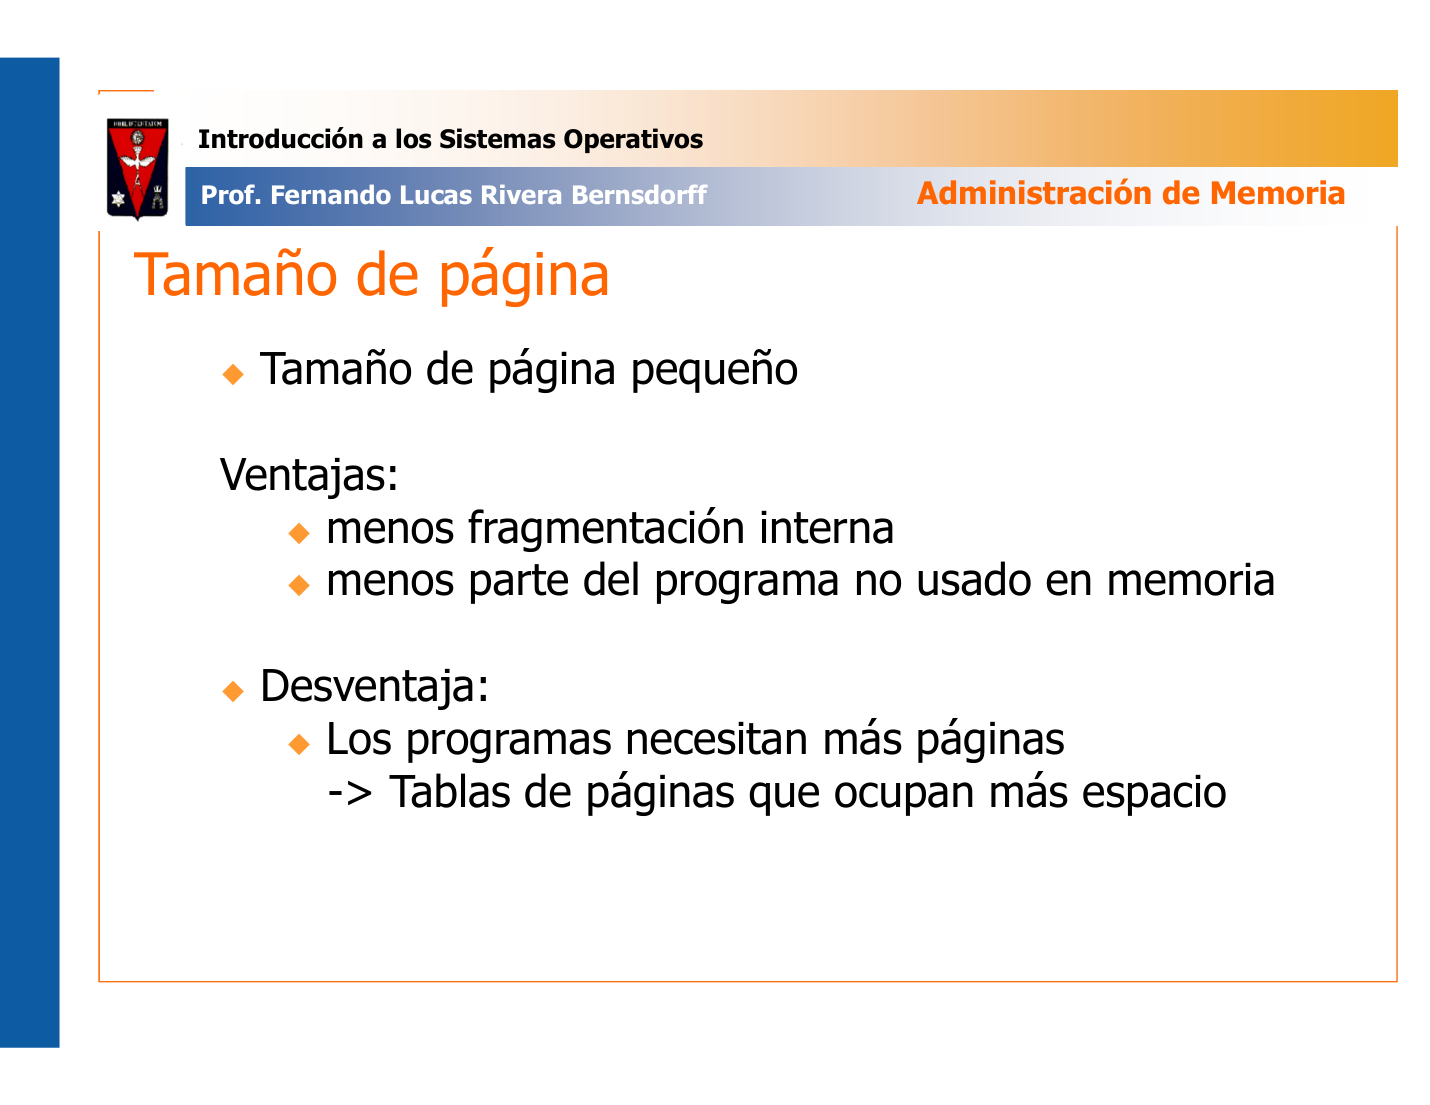 Introducción a los Sistemas Operativos
Prof. Fernando Lucas Rivera Bernsdorff
Administración de Memoria
Tamaño de página
◆ Tamaño de página pequeño
Ventajas:
◆ menos fragmentación interna
◆ menos parte del programa no usado en memoria
◆ Desventaja:
◆ Los programas necesitan más páginas
-> Tablas de páginas que ocupan más espacio